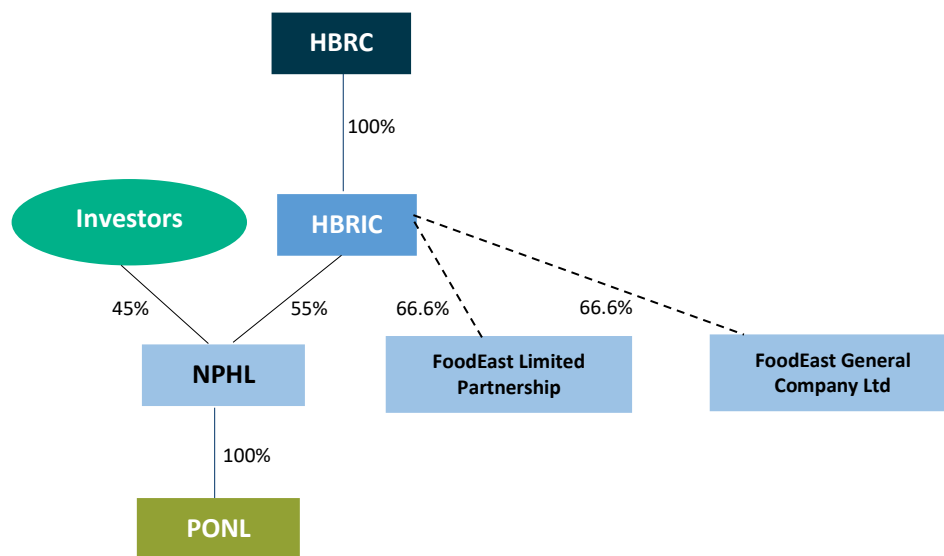 HBRC
100%
Investors
HBRIC
45%
55%
66.6%
66.6%
NPHL
FoodEast Limited
Partnership
FoodEast General
Company Ltd
100%
PONL